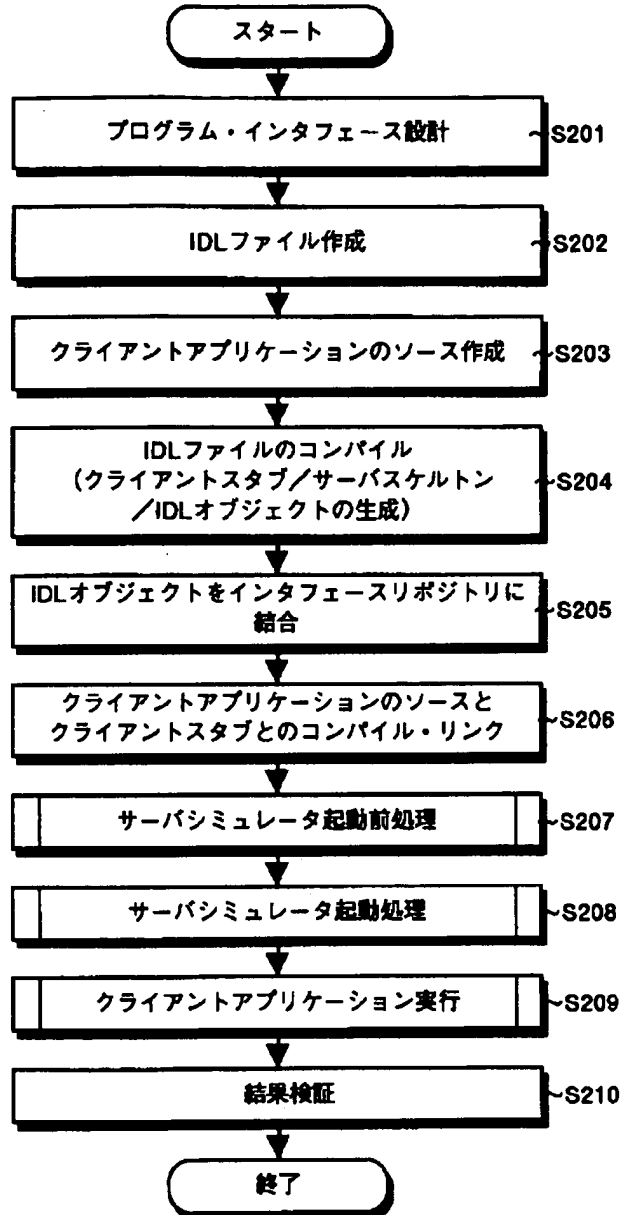 スタート
プログラム・インタフェース設計
S201
IDLファイル作成
S202
クライアントアプリケーションのソース作成
S203
IDLファイルのコンパイル
(クライアントスタブ/サーバスケルトン
/IDLオブジェクトの生成)
S204
IDLオブジェクトをインタフェースリポジトリに
結合
S205
クライアントアプリケーションのソースと
クライアントスタブとのコンパイル・リンク
S206
サーバシミュレータ起動前処理
S207
サーバシミュレータ起動処理
S208
クライアントアプリケーション実行
S209
結果検証
S210
終了